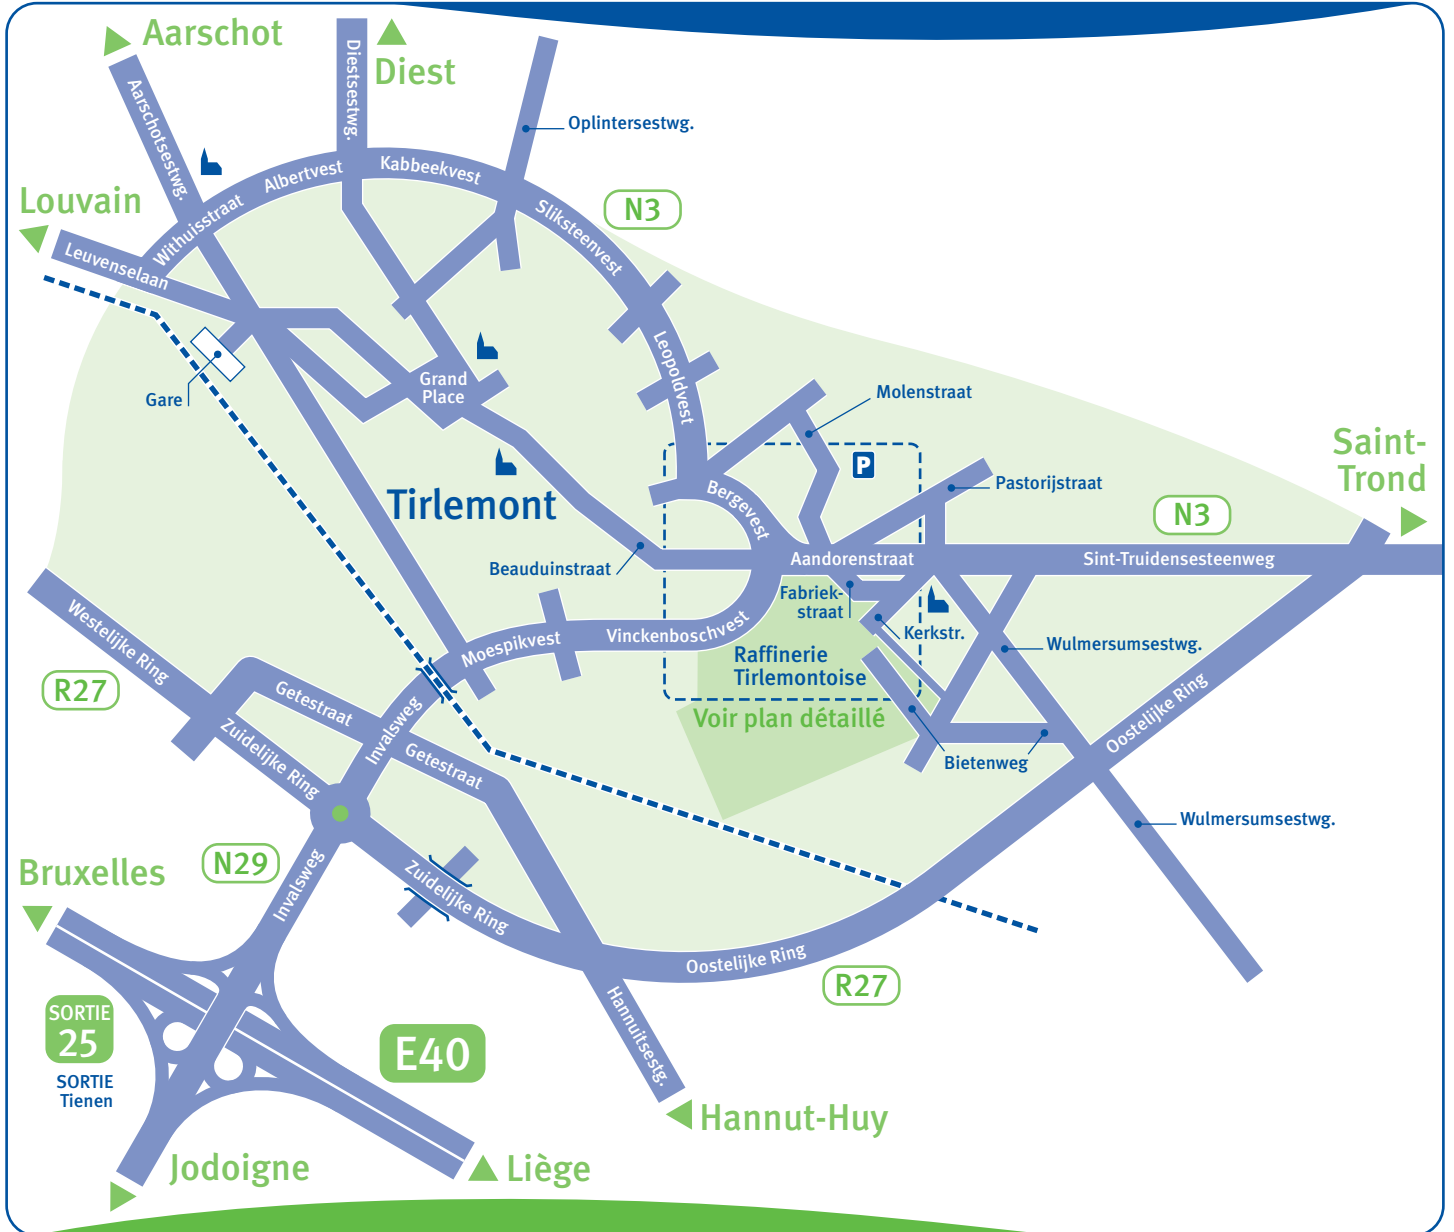 Aarschot
Diest
Aarschotsestwg.
Diestsestwg.
Oplintersestwg.
Kabbeekvest
Albertvest
Withuisstraat
Louvain
Leuvenselaan
N3
Sliksteenvest
Leopoldvest
Gare
Grand
Place
Molenstraat
P
Saint-
Trond
Bergevest
Pastorijstraat
N3
Tirlemont
Beauduinstraat
Aandorenstraat
Sint-Truidensesteenweg
Fabriek-
straat
Kerkstr.
Wulmersumsestwg.
Westelijke Ring
R27
Moespikvest
Vinckenboschvest
Raffinerie
Tirlemontoise
Voir plan détaillé
Getestraat
Zuidelijke Ring
Invalsweg
Getestraat
Bietenweg
Oostelijke Ring
Wulmersumsestwg.
Bruxelles
N29
Invalsweg
Zuidelijke Ring
Oostelijke Ring
R27
SORTIE
25
SORTIE
Tienen
E40
Hannuitsestg.
Hannut-Huy
Jodoigne
Liège